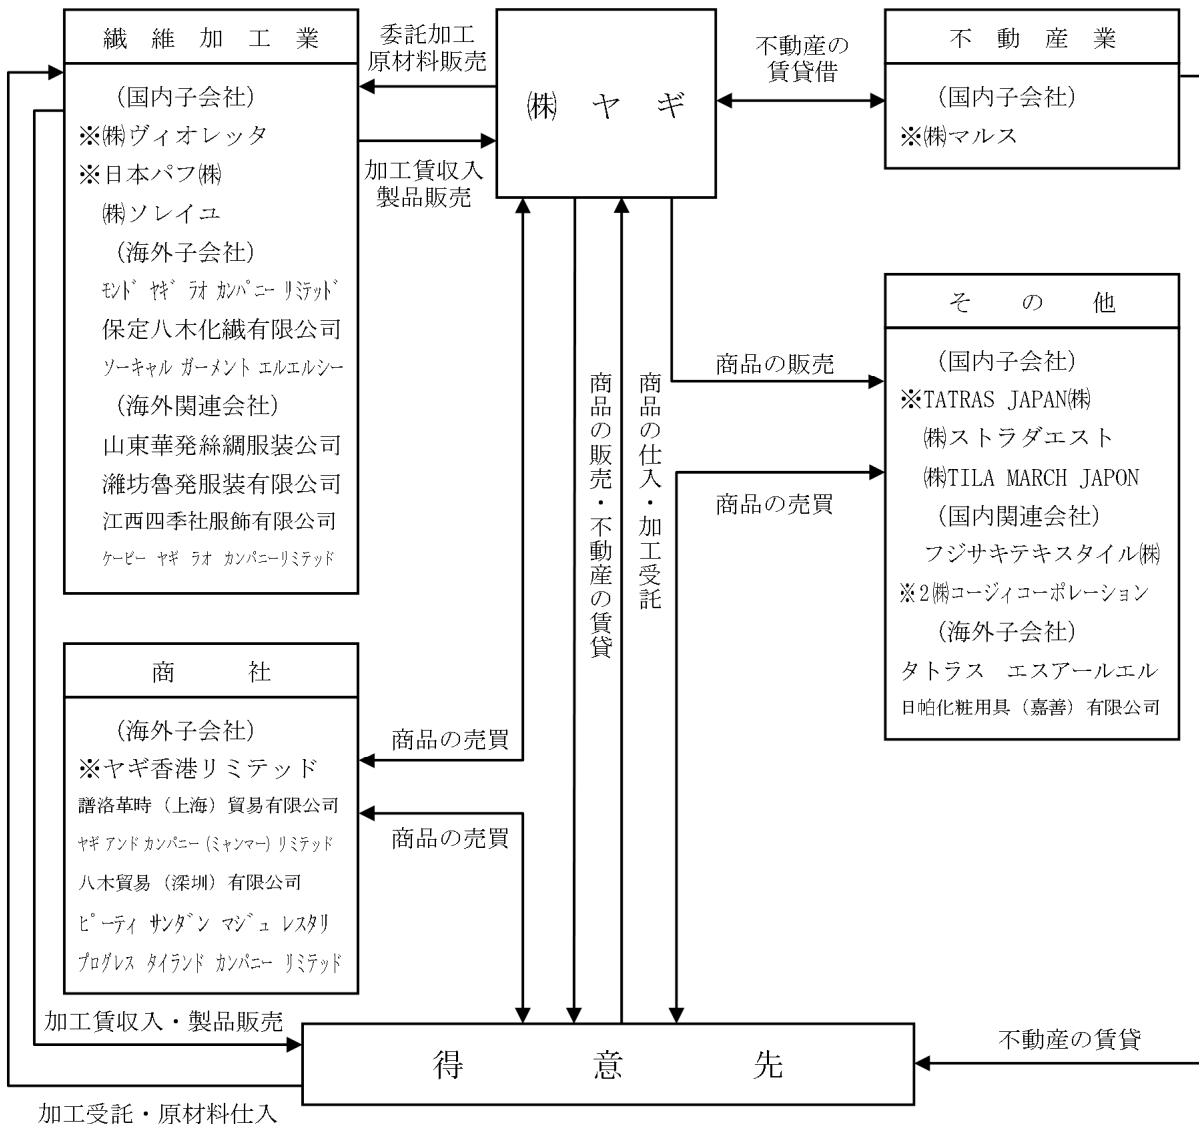 繊維加工業
（国内子会社）
※㈱ヴィオレッタ
※日本パフ㈱
㈱ソレイユ
（海外子会社）
モンド ヤギ ラオ カンパニー リミテッド
保定八木化繊有限公司
ソーキャル ガーメント エルエルシー
（海外関連会社）
山東華発絲綢服装公司
濰坊魯発服装有限公司
江西四季社服飾有限公司
ケービー ヤギ ラオ カンパニーリミテッド
委託加工
原材料販売
加工賃収入
製品販売
㈱ヤギ
不動産の
賃貸借
不動産業
（国内子会社）
※㈱マルス
その他
（国内子会社）
※TATRAS JAPAN㈱
㈱ストラダエスト
㈱TILA MARCH JAPON
（国内関連会社）
フジサキテキスタイル㈱
※2㈱コージィコーポレーション
（海外子会社）
タトラス エスアールエル
日帕化粧用具（嘉善）有限公司
商品の販売
商品の売買
商品の販売・不動産の賃貸
商品の仕入・加工受託
商社
（海外子会社）
※ヤギ香港リミテッド
譜洛革時（上海）貿易有限公司
ヤギ アンド カンパニー（ミャンマー）リミテッド
八木貿易（深圳）有限公司
ピーティ サンダン マジュ レスタリ
プログレス タイランド カンパニー リミテッド
商品の売買
商品の売買
加工賃収入・製品販売
得意先
不動産の賃貸
加工受託・原材料仕入